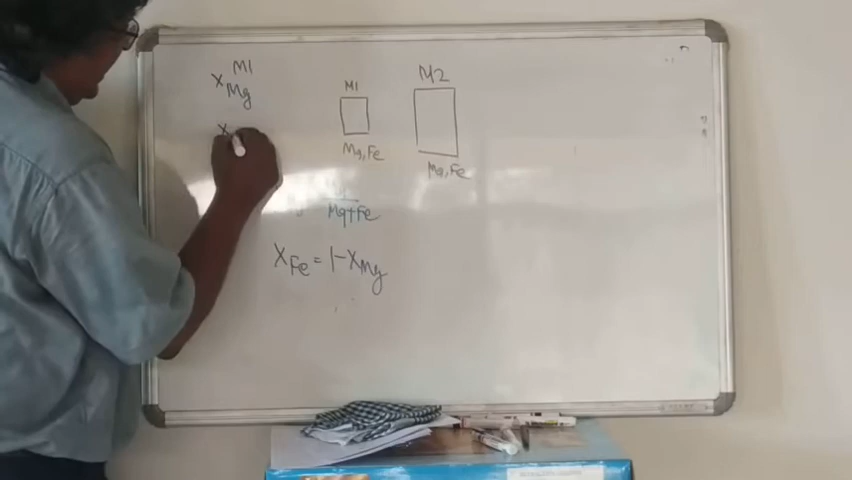 X M1 Mg
X
M1
Mg, Fe
M2
Mg, Fe
Mg+Fe
X Fe = 1-X Mg